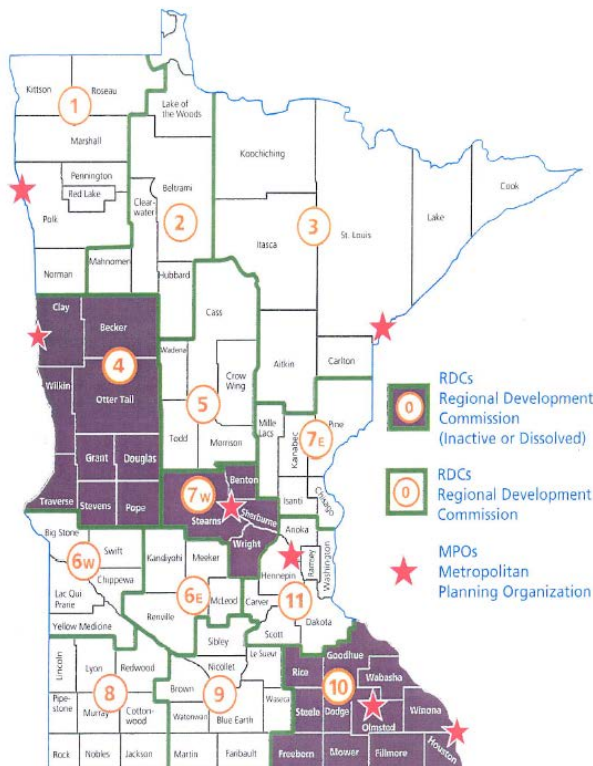 Kittson
Roseau
1
Lake of
the Woods
Marshall
Koochiching
Pennington
Red Lake
Beltrami
Clear-
water
Cook
Polk
2
3
St. Louis
Lake
Itasca
Norman
Mahnomen
Hubbard
Clay
Becker
Cass
4
Wadena
Aitkin
Carlton
Crow
Wing
Wilkin
Otter Tail
5
Mille
Lacs
Kanabec
Pine
7E
Todd
Morrison
Grant
Douglas
Traverse
Stevens
Pope
7W
Benton
Stearns
Sherburne
Isanti
Chisago
Wright
Anoka
Big Stone
Swift
6W
Chippewa
Kandiyohi
Meeker
Hennepin
Ramsey
Washington
Lac Qui
Prarie
6E
McLeod
Carver
11
Renville
Dakota
Yellow Medicine
Scott
Sibley
Le Sueur
Goodhue
Lincoln
Lyon
Redwood
Nicollet
Rice
Wabasha
8
Brown
9
Waseca
10
Pipe-
stone
Murray
Cotton-
wood
Watonwan
Blue Earth
Steele
Dodge
Olmsted
Winona
Rock
Nobles
Jackson
Martin
Faribault
Freeborn
Mower
Fillmore
Houston
0
RDCs
Regional Development
Commission
(Inactive or Dissolved)
0
RDCs
Regional Development
Commission
MPOs
Metropolitan
Planning Organization